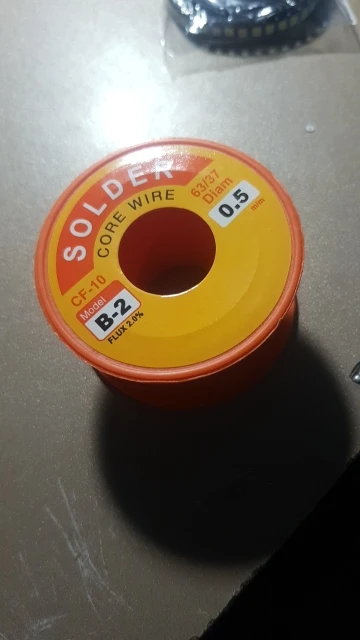 SOLDER
CORE WIRE
63/37
Diam
0.5 mm
CF-10
Model
B-2
FLUX 2.0%